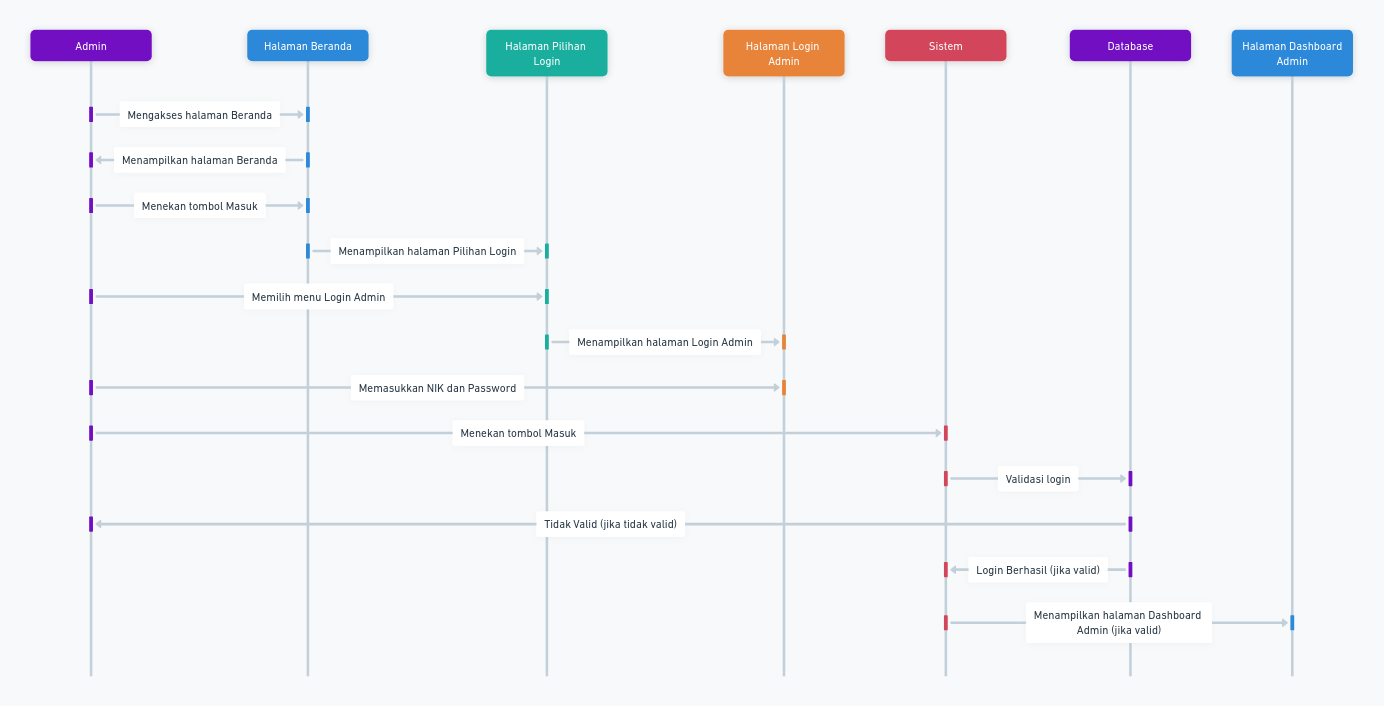 Admin
Halaman Beranda
Halaman Pilihan
Login
Halaman Login
Admin
Sistem
Database
Halaman Dashboard
Admin
Mengakses halaman Beranda
Menampilkan halaman Beranda
Menekan tombol Masuk
Menampilkan halaman Pilihan Login
Memilih menu Login Admin
Menampilkan halaman Login Admin
Memasukkan NIK dan Password
Menekan tombol Masuk
Validasi login
Tidak Valid (jika tidak valid)
Login Berhasil (jika valid)
Menampilkan halaman Dashboard
Admin (jika valid)